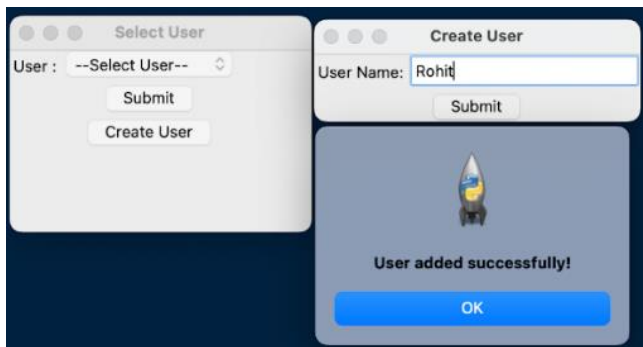 Select User
User : --Select User--
Submit
Create User
Create User
User Name: Rohit
Submit
User added successfully!
OK